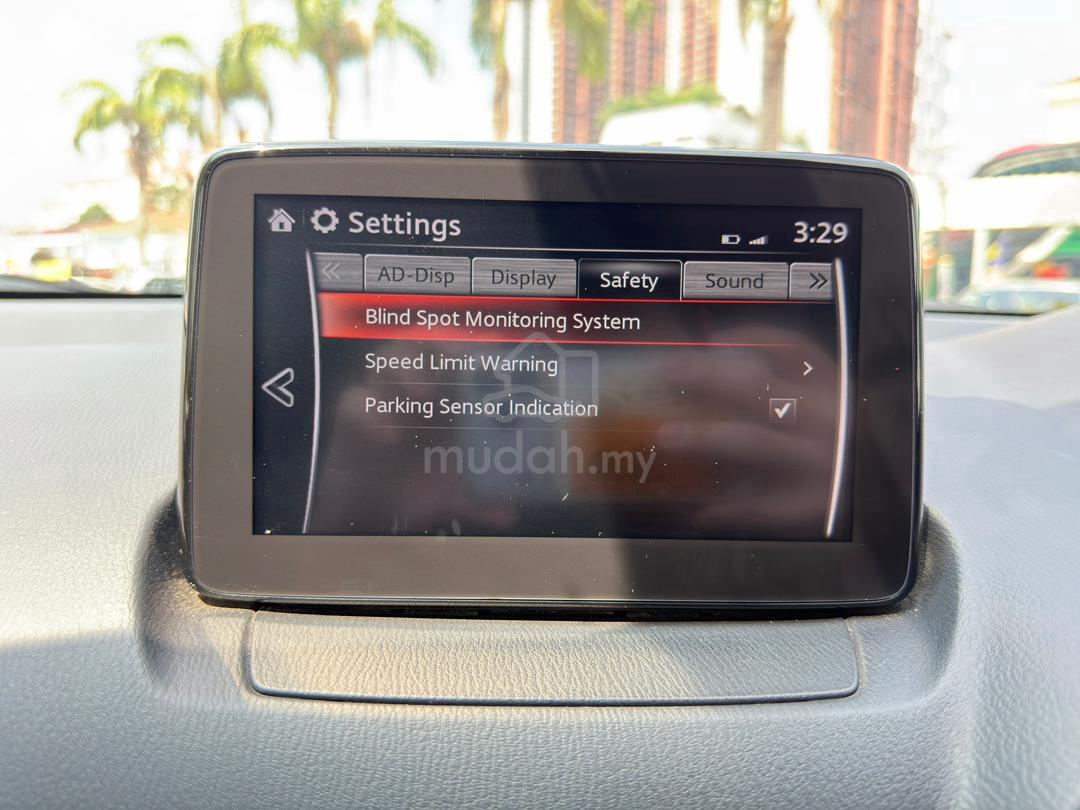 Settings
3:29
« AD-Disp Display Safety Sound »
Blind Spot Monitoring System
Speed Limit Warning >
Parking Sensor Indication
mudah.my